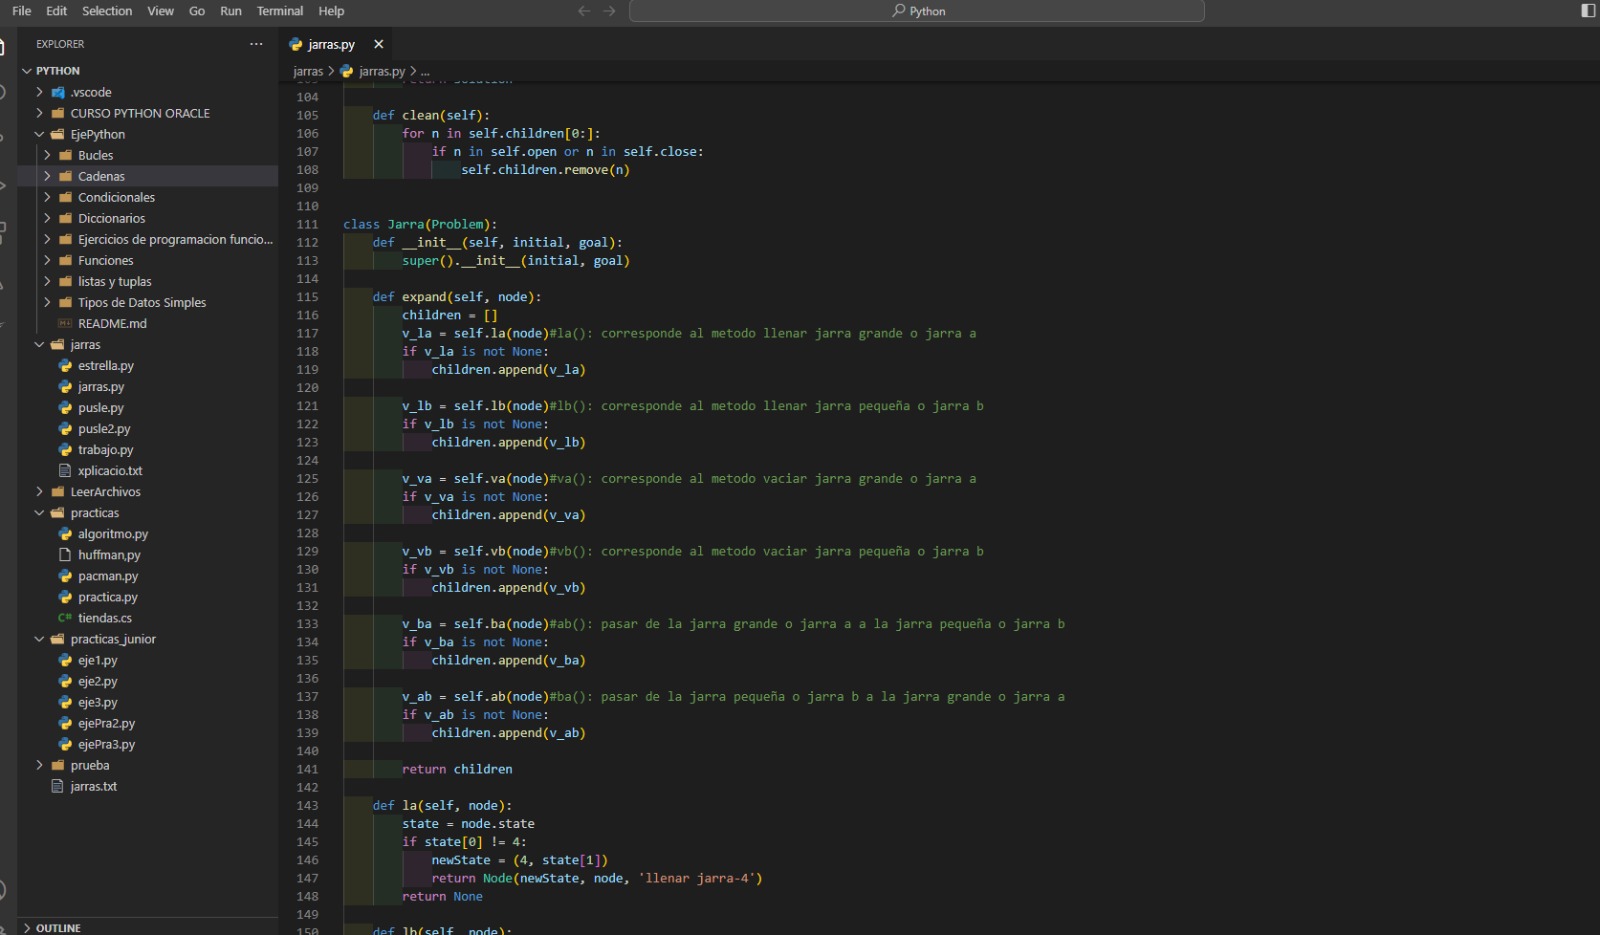 File Edit Selection View Go Run Terminal Help
Python
EXPLORER
PYTHON
.vscode
CURSO PYTHON ORACLE
EjePython
Bucles
Cadenas
Condicionales
Diccionarios
Ejercicios de programacion funcio...
Funciones
listas y tuplas
Tipos de Datos Simples
README.md
jarras
estrella.py
jarras.py
pusle.py
pusle2.py
trabajo.py
xplicacio.txt
LeerArchivos
practicas
algoritmo.py
huffman,py
pacman.py
practica.py
tiendas.cs
practicas_junior
eje1.py
eje2.py
eje3.py
ejePra2.py
ejePra3.py
prueba
jarras.txt
OUTLINE
jarras.py
jarras > jarras.py > ...
return solution
104
105 def clean(self):
106 for n in self.children[0:]:
107 if n in self.open or n in self.close:
108 self.children.remove(n)
109
110
111 class Jarra(Problem):
112 def __init__(self, initial, goal):
113 super().__init__(initial, goal)
114
115 def expand(self, node):
116 children = []
117 v_la = self.la(node)#la(): corresponde al metodo llenar jarra grande o jarra a
118 if v_la is not None:
119 children.append(v_la)
120
121 v_lb = self.lb(node)#lb(): corresponde al metodo llenar jarra pequeña o jarra b
122 if v_lb is not None:
123 children.append(v_lb)
124
125 v_va = self.va(node)#va(): corresponde al metodo vaciar jarra grande o jarra a
126 if v_va is not None:
127 children.append(v_va)
128
129 v_vb = self.vb(node)#vb(): corresponde al metodo vaciar jarra pequeña o jarra b
130 if v_vb is not None:
131 children.append(v_vb)
132
133 v_ba = self.ba(node)#ab(): pasar de la jarra grande o jarra a a la jarra pequeña o jarra b
134 if v_ba is not None:
135 children.append(v_ba)
136
137 v_ab = self.ab(node)#ba(): pasar de la jarra pequeña o jarra b a la jarra grande o jarra a
138 if v_ab is not None:
139 children.append(v_ab)
140
141 return children
142
143 def la(self, node):
144 state = node.state
145 if state[0] != 4:
146 newState = (4, state[1])
147 return Node(newState, node, 'llenar jarra-4')
148 return None
149
150 def lb(self, node):